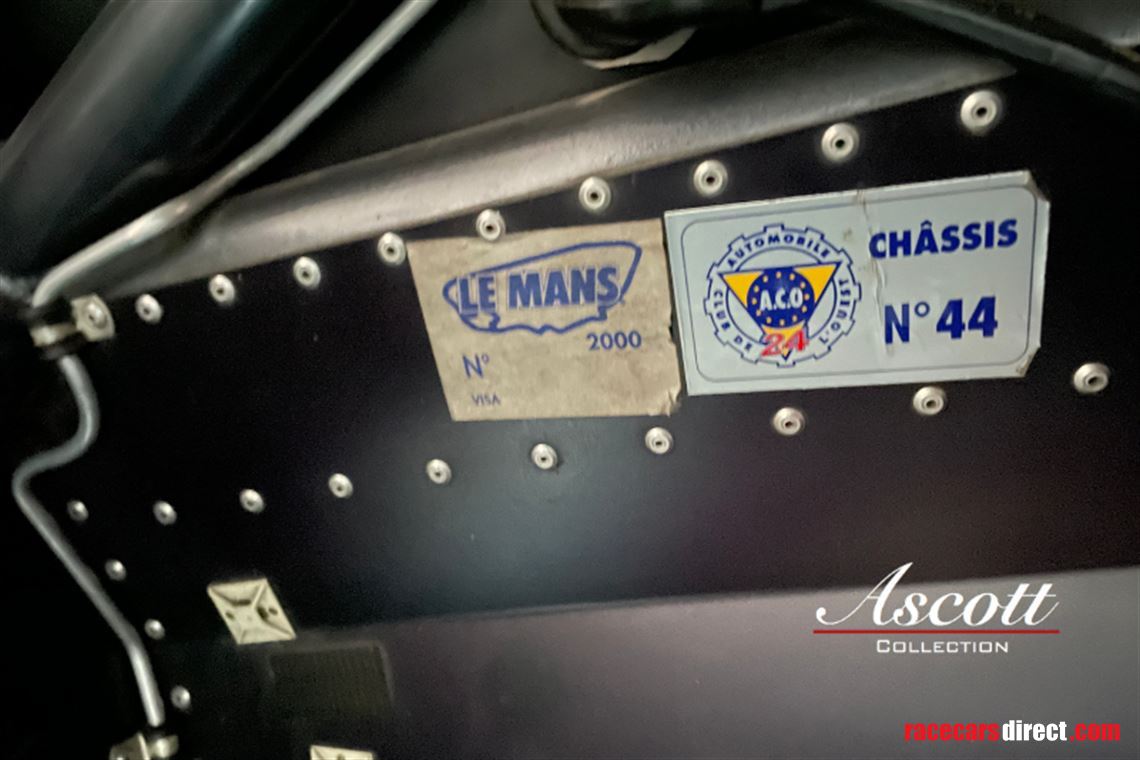 LE MANS
2000
N°
VISA
AUTOMOBILE
CLUB DE L'OUEST
A.C.O
24
CHÂSSIS
N° 44
Ascott
COLLECTION
racecarsdirect.com